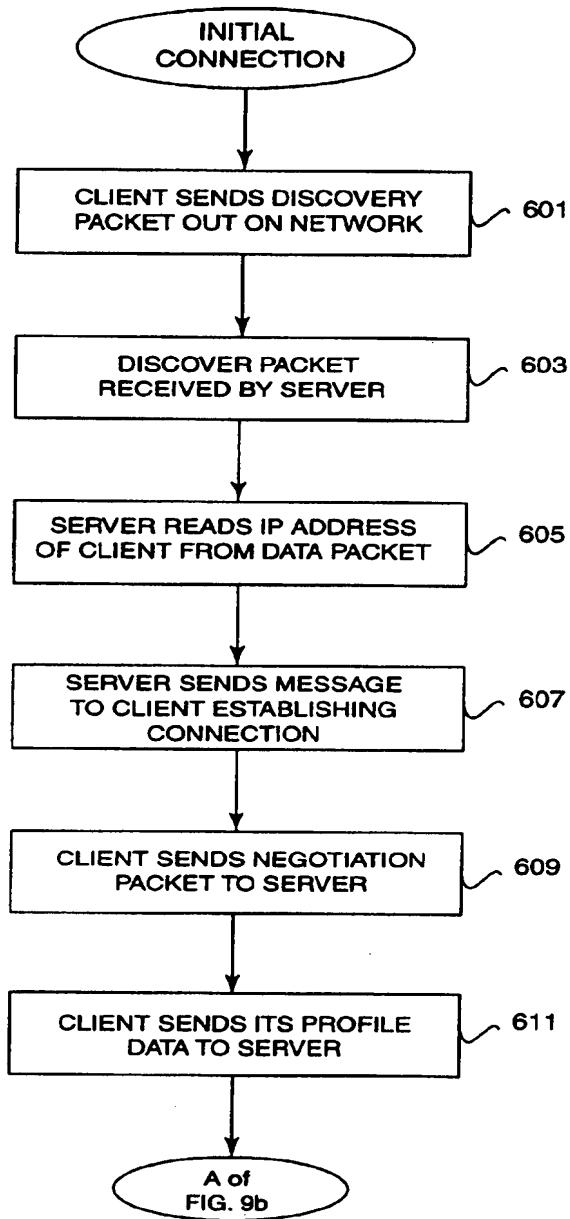 INITIAL
CONNECTION
CLIENT SENDS DISCOVERY
PACKET OUT ON NETWORK
601
DISCOVER PACKET
RECEIVED BY SERVER
603
SERVER READS IP ADDRESS
OF CLIENT FROM DATA PACKET
605
SERVER SENDS MESSAGE
TO CLIENT ESTABLISHING
CONNECTION
607
CLIENT SENDS NEGOTIATION
PACKET TO SERVER
609
CLIENT SENDS ITS PROFILE
DATA TO SERVER
611
A of
FIG. 9b